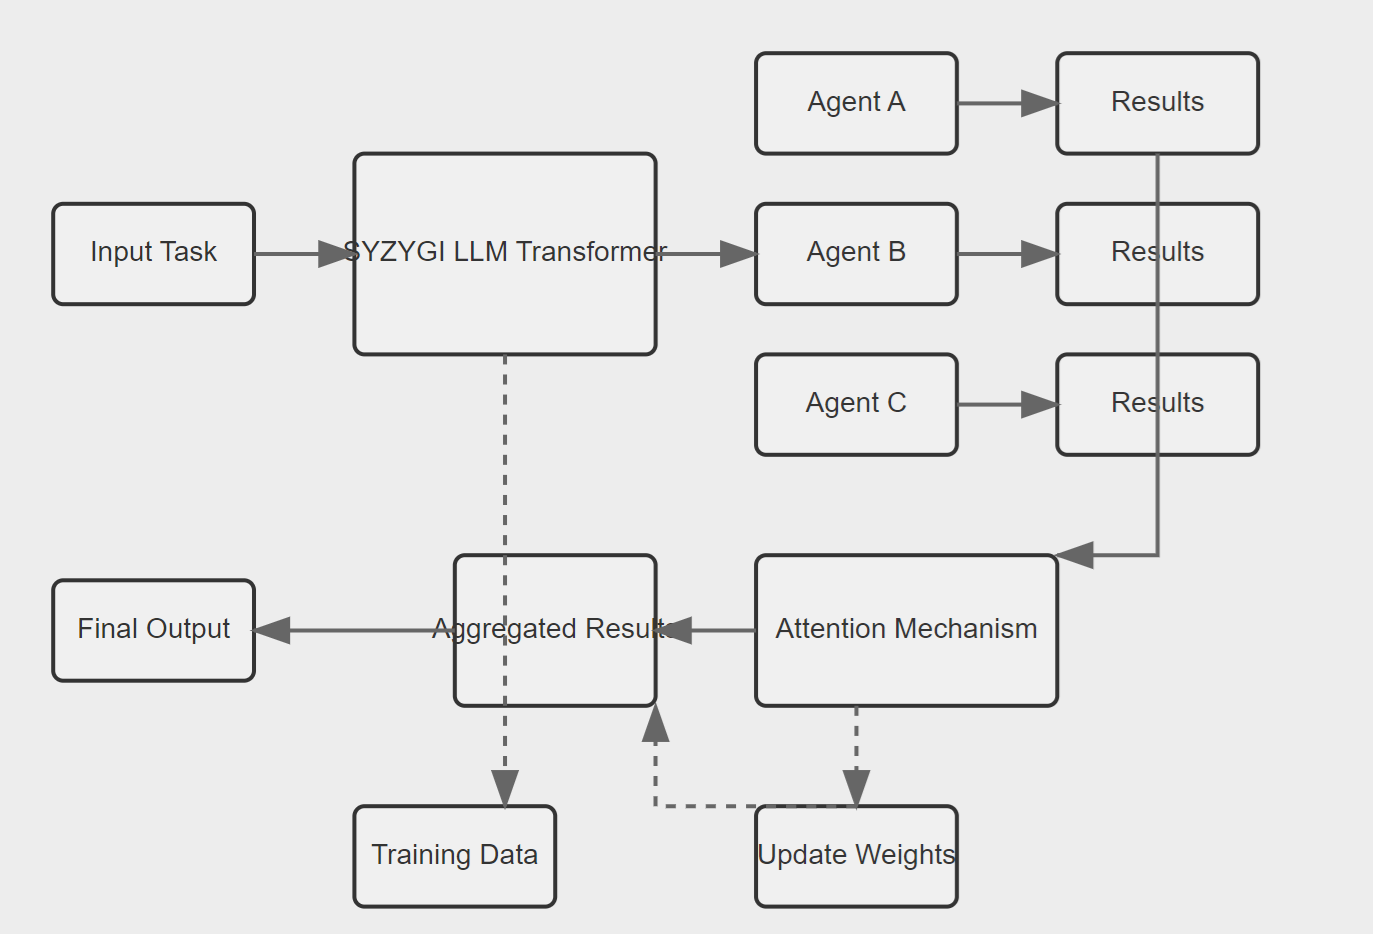 Agent A
Results
Input Task
SYZYGI LLM Transformer
Agent B
Results
Agent C
Results
Final Output
Aggregated Results
Attention Mechanism
Training Data
Update Weights